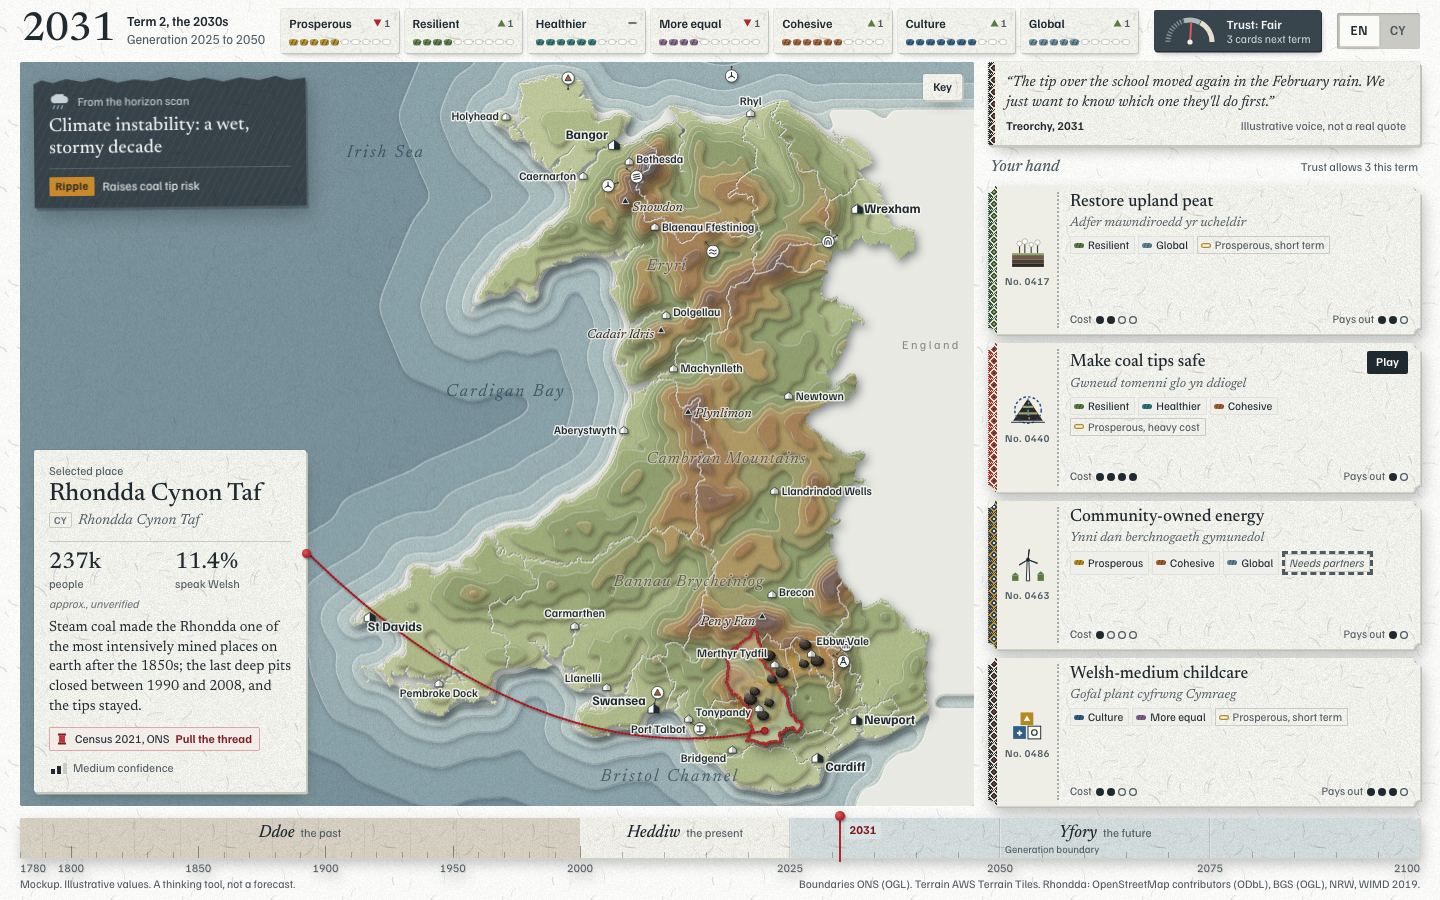 2031
Term 2, the 2030s
Generation 2025 to 2050
Prosperous 1
Resilient 1
Healthier –
More equal 1
Cohesive 1
Culture 1
Global 1
Trust: Fair
3 cards next term
EN CY
From the horizon scan
Climate instability: a wet,
stormy decade
Ripple Raises coal tip risk
Key
Irish Sea
Holyhead
Rhyl
Bangor
Bethesda
Caernarfon
Snowdon
Wrexham
Blaenau Ffestiniog
Eryri
Dolgellau
Cadair Idris
England
Machynlleth
Cardigan Bay
Newtown
Plynlimon
Aberystwyth
Cambrian Mountains
Llandrindod Wells
Bannau Brycheiniog
Brecon
Carmarthen
Pen y Fan
St Davids
Ebbw Vale
Merthyr Tydfil
Llanelli
Pembroke Dock
Swansea
Tonypandy
Newport
Port Talbot
Bridgend
Cardiff
Bristol Channel
Selected place
Rhondda Cynon Taf
CY Rhondda Cynon Taf
237k 11.4%
people speak Welsh
approx., unverified
Steam coal made the Rhondda one of
the most intensively mined places on
earth after the 1850s; the last deep pits
closed between 1990 and 2008, and
the tips stayed.
Census 2021, ONS Pull the thread
Medium confidence
“The tip over the school moved again in the February rain. We
just want to know which one they'll do first.”
Treorchy, 2031 Illustrative voice, not a real quote
Your hand Trust allows 3 this term
Restore upland peat
Adfer mawndiroedd yr ucheldir
Resilient Global Prosperous, short term
No. 0417
Cost Pays out
Make coal tips safe Play
Gwneud tomenni glo yn ddiogel
Resilient Healthier Cohesive
Prosperous, heavy cost
No. 0440
Cost Pays out
Community-owned energy
Ynni dan berchnogaeth gymunedol
Prosperous Cohesive Global Needs partners
No. 0463
Cost Pays out
Welsh-medium childcare
Gofal plant cyfrwng Cymraeg
Culture More equal Prosperous, short term
No. 0486
Cost Pays out
Ddoe the past
Heddiw the present
2031
Yfory the future
Generation boundary
1780 1800 1850 1900 1950 2000 2025 2050 2075 2100
Mockup. Illustrative values. A thinking tool, not a forecast.
Boundaries ONS (OGL). Terrain AWS Terrain Tiles. Rhondda: OpenStreetMap contributors (ODbL), BGS (OGL), NRW, WIMD 2019.